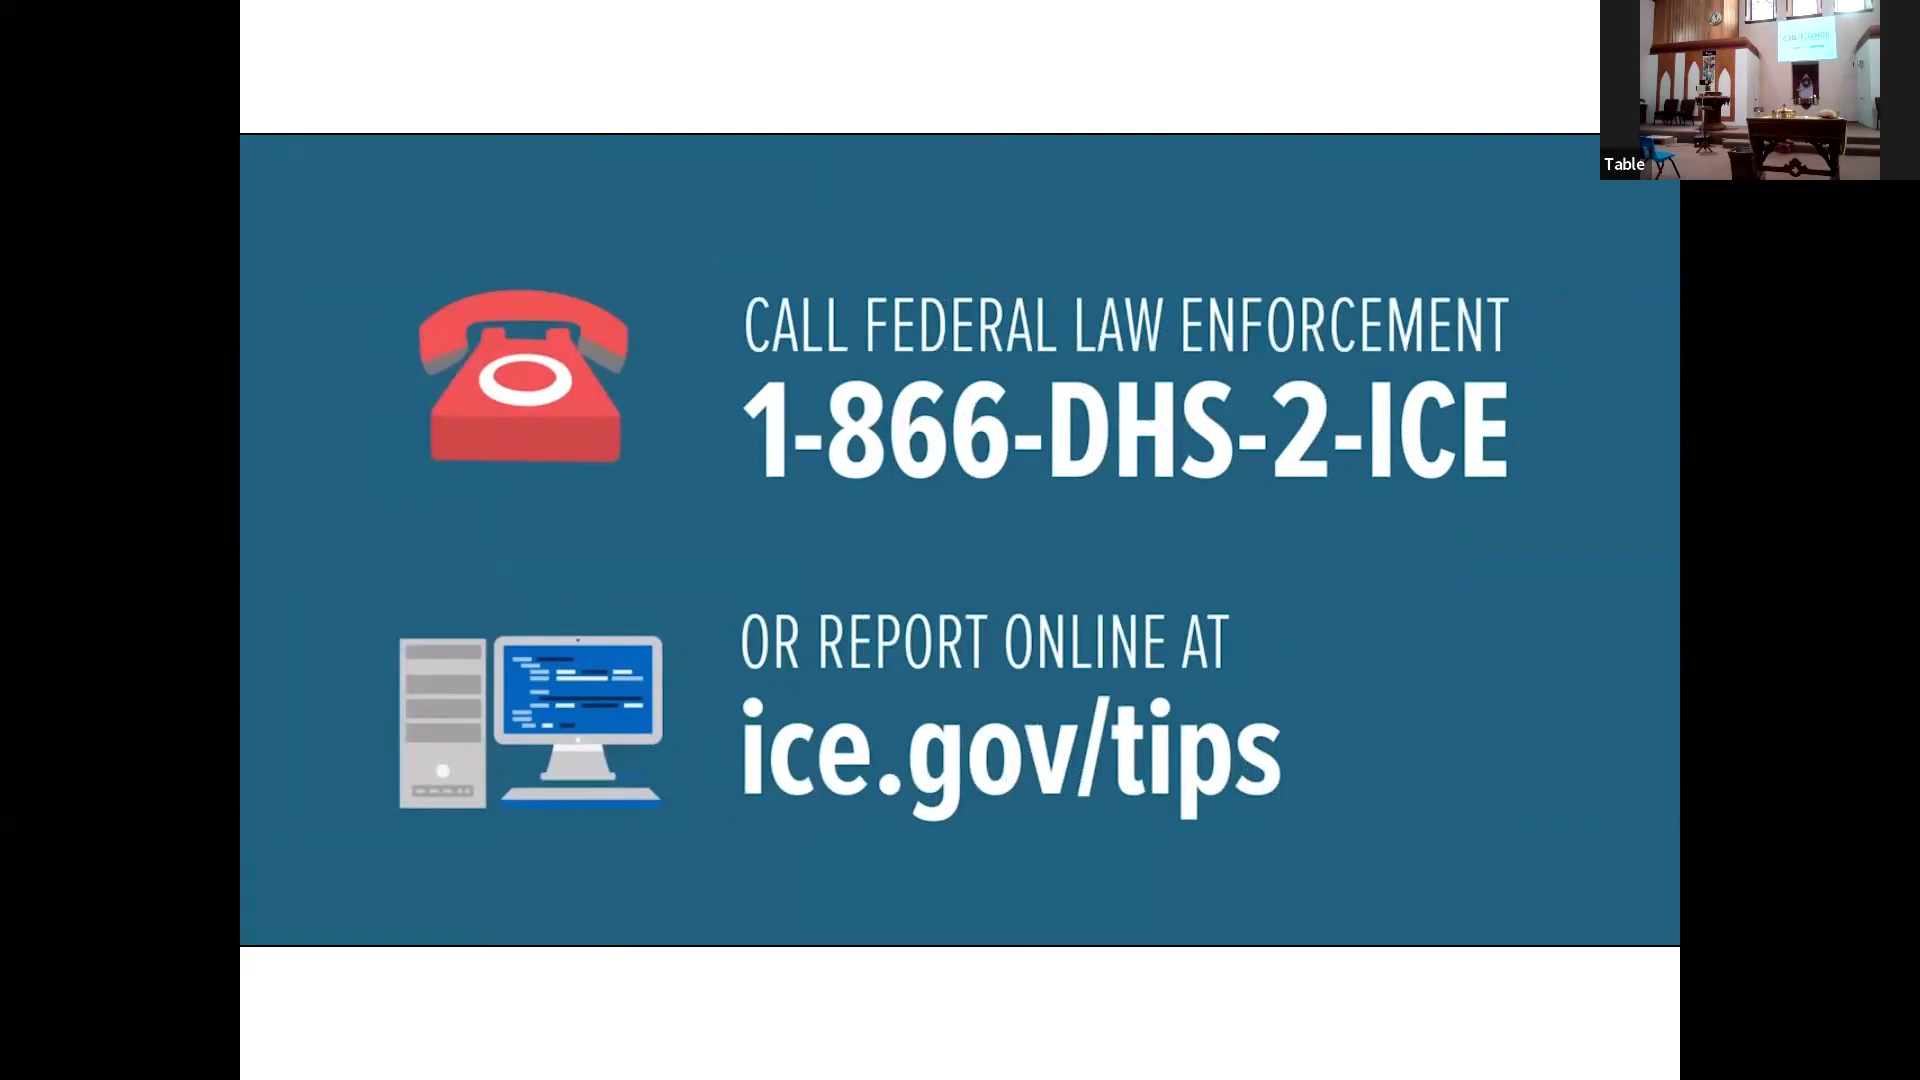 CALL FEDERAL LAW ENFORCEMENT
1-866-DHS-2-ICE
OR REPORT ONLINE AT
ice.gov/tips
Table